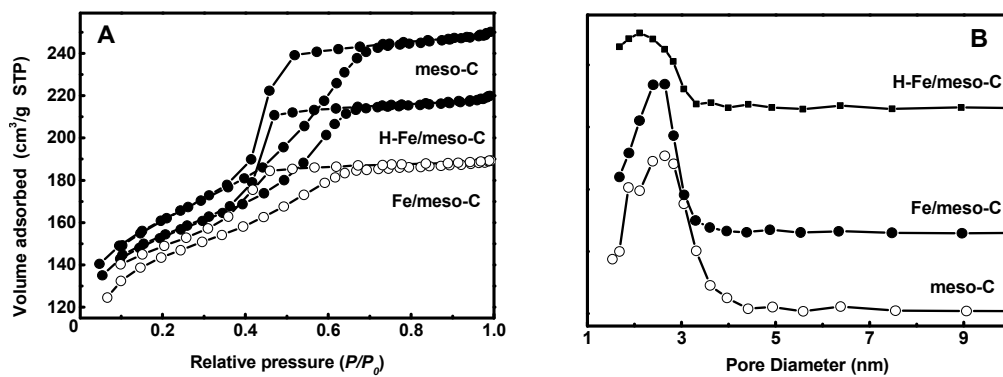 A
240
220
200
180
160
140
120
Volume adsorbed (cm³/g STP)
meso-C
H-Fe/meso-C
Fe/meso-C
0 0.2 0.4 0.6 0.8 1.0
Relative pressure (P/P₀)
B
H-Fe/meso-C
Fe/meso-C
meso-C
1 3 5 7 9
Pore Diameter (nm)